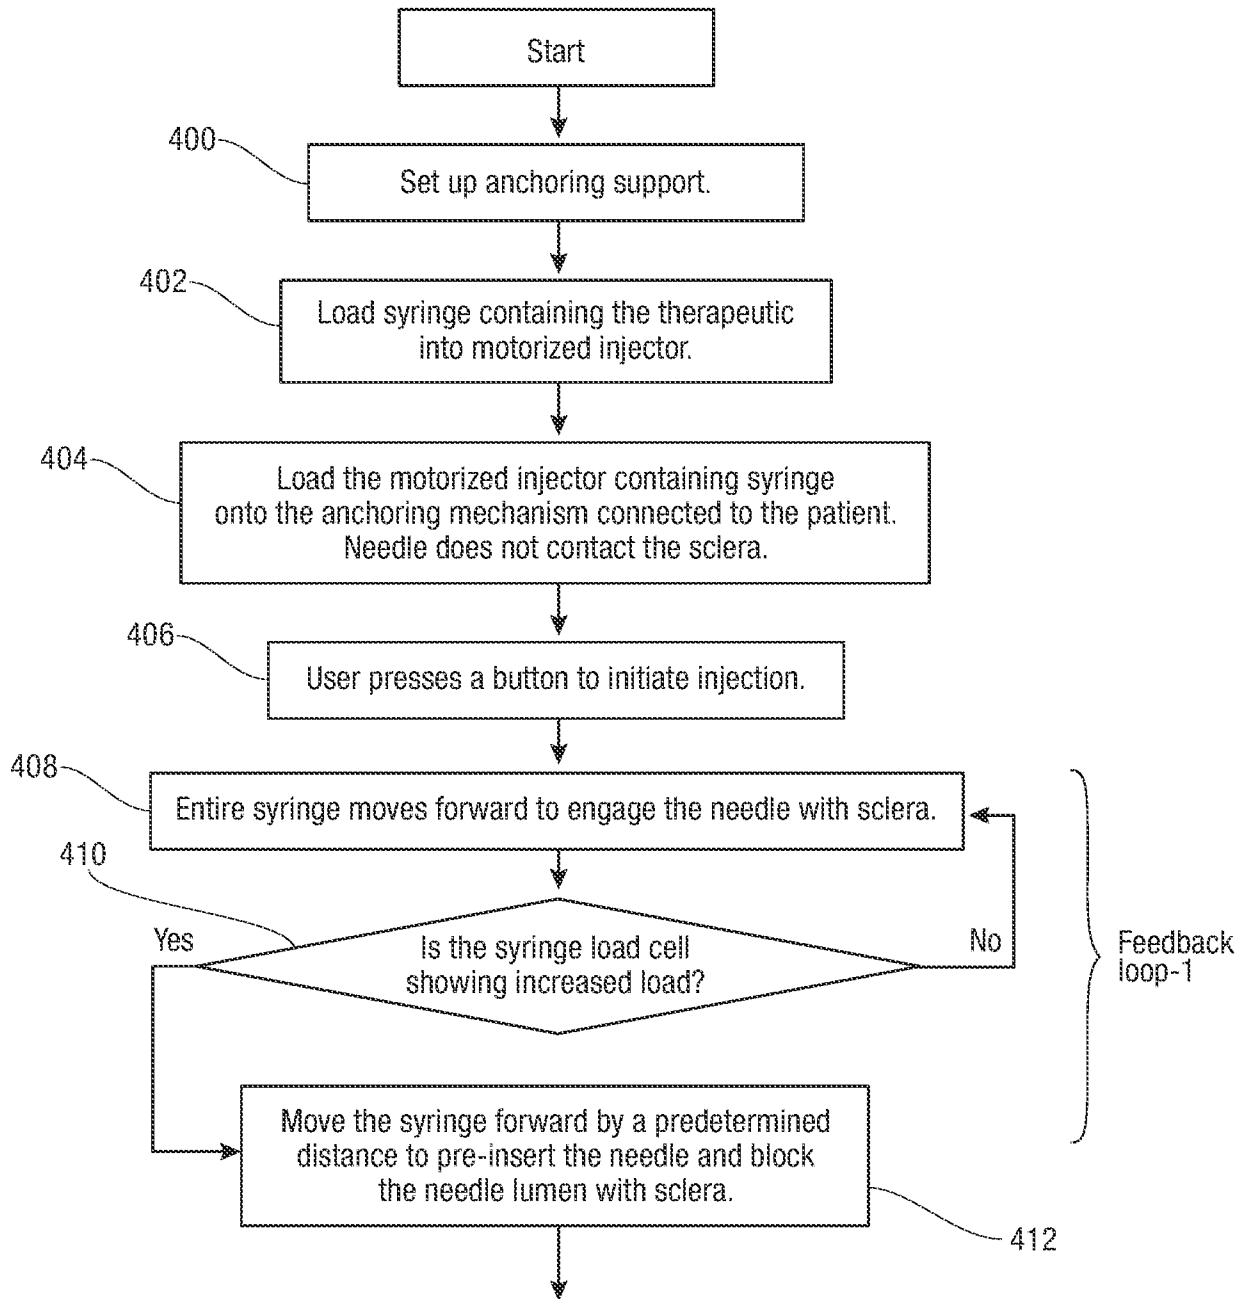 Start
400
Set up anchoring support.
402
Load syringe containing the therapeutic
into motorized injector.
404
Load the motorized injector containing syringe
onto the anchoring mechanism connected to the patient.
Needle does not contact the sclera.
406
User presses a button to initiate injection.
408
Entire syringe moves forward to engage the needle with sclera.
410
Yes
Is the syringe load cell
showing increased load?
No
Feedback
loop-1
Move the syringe forward by a predetermined
distance to pre-insert the needle and block
the needle lumen with sclera.
412